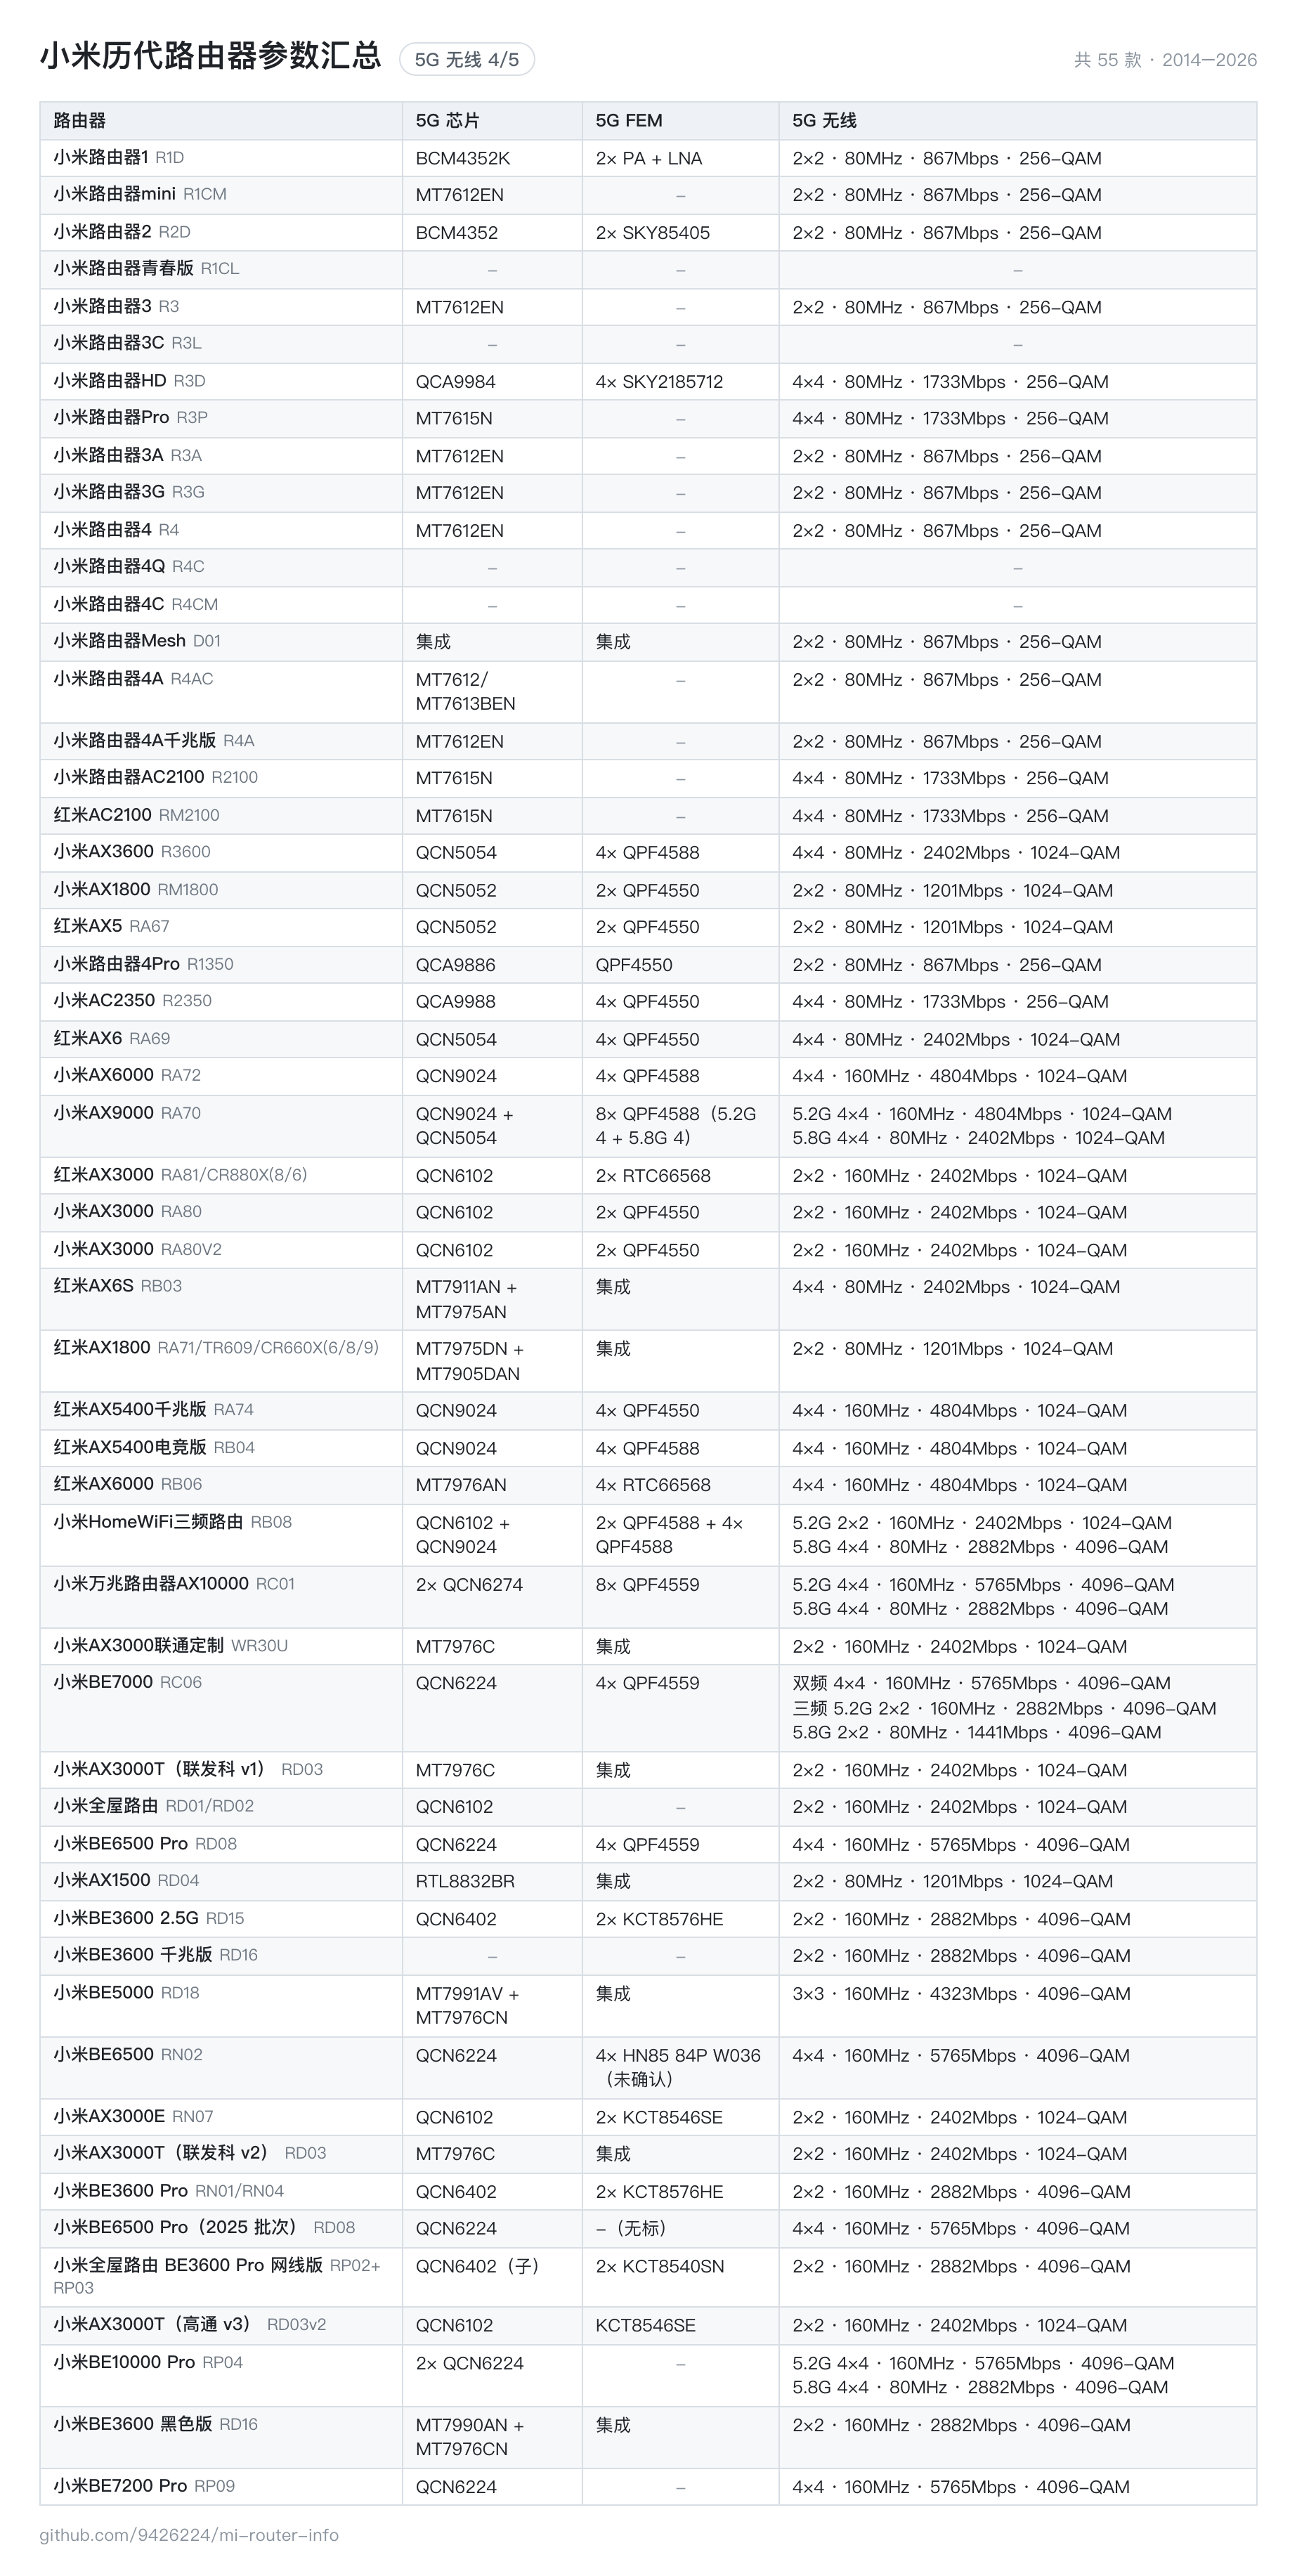 小米历代路由器参数汇总 5G 无线 4/5 共 55 款 · 2014—2026
路由器 5G 芯片 5G FEM 5G 无线
小米路由器1 R1D BCM4352K 2× PA + LNA 2×2 · 80MHz · 867Mbps · 256-QAM
小米路由器mini R1CM MT7612EN – 2×2 · 80MHz · 867Mbps · 256-QAM
小米路由器2 R2D BCM4352 2× SKY85405 2×2 · 80MHz · 867Mbps · 256-QAM
小米路由器青春版 R1CL – – –
小米路由器3 R3 MT7612EN – 2×2 · 80MHz · 867Mbps · 256-QAM
小米路由器3C R3L – – –
小米路由器HD R3D QCA9984 4× SKY2185712 4×4 · 80MHz · 1733Mbps · 256-QAM
小米路由器Pro R3P MT7615N – 4×4 · 80MHz · 1733Mbps · 256-QAM
小米路由器3A R3A MT7612EN – 2×2 · 80MHz · 867Mbps · 256-QAM
小米路由器3G R3G MT7612EN – 2×2 · 80MHz · 867Mbps · 256-QAM
小米路由器4 R4 MT7612EN – 2×2 · 80MHz · 867Mbps · 256-QAM
小米路由器4Q R4C – – –
小米路由器4C R4CM – – –
小米路由器Mesh D01 集成 集成 2×2 · 80MHz · 867Mbps · 256-QAM
小米路由器4A R4AC MT7612/ – 2×2 · 80MHz · 867Mbps · 256-QAM
MT7613BEN
小米路由器4A千兆版 R4A MT7612EN – 2×2 · 80MHz · 867Mbps · 256-QAM
小米路由器AC2100 R2100 MT7615N – 4×4 · 80MHz · 1733Mbps · 256-QAM
红米AC2100 RM2100 MT7615N – 4×4 · 80MHz · 1733Mbps · 256-QAM
小米AX3600 R3600 QCN5054 4× QPF4588 4×4 · 80MHz · 2402Mbps · 1024-QAM
小米AX1800 RM1800 QCN5052 2× QPF4550 2×2 · 80MHz · 1201Mbps · 1024-QAM
红米AX5 RA67 QCN5052 2× QPF4550 2×2 · 80MHz · 1201Mbps · 1024-QAM
小米路由器4Pro R1350 QCA9886 QPF4550 2×2 · 80MHz · 867Mbps · 256-QAM
小米AC2350 R2350 QCA9988 4× QPF4550 4×4 · 80MHz · 1733Mbps · 256-QAM
红米AX6 RA69 QCN5054 4× QPF4550 4×4 · 80MHz · 2402Mbps · 1024-QAM
小米AX6000 RA72 QCN9024 4× QPF4588 4×4 · 160MHz · 4804Mbps · 1024-QAM
小米AX9000 RA70 QCN9024 + 8× QPF4588（5.2G 5.2G 4×4 · 160MHz · 4804Mbps · 1024-QAM
QCN5054 4 + 5.8G 4） 5.8G 4×4 · 80MHz · 2402Mbps · 1024-QAM
红米AX3000 RA81/CR880X(8/6) QCN6102 2× RTC66568 2×2 · 160MHz · 2402Mbps · 1024-QAM
小米AX3000 RA80 QCN6102 2× QPF4550 2×2 · 160MHz · 2402Mbps · 1024-QAM
小米AX3000 RA80V2 QCN6102 2× QPF4550 2×2 · 160MHz · 2402Mbps · 1024-QAM
红米AX6S RB03 MT7911AN + 集成 4×4 · 80MHz · 2402Mbps · 1024-QAM
MT7975AN
红米AX1800 RA71/TR609/CR660X(6/8/9) MT7975DN + 集成 2×2 · 80MHz · 1201Mbps · 1024-QAM
MT7905DAN
红米AX5400千兆版 RA74 QCN9024 4× QPF4550 4×4 · 160MHz · 4804Mbps · 1024-QAM
红米AX5400电竞版 RB04 QCN9024 4× QPF4588 4×4 · 160MHz · 4804Mbps · 1024-QAM
红米AX6000 RB06 MT7976AN 4× RTC66568 4×4 · 160MHz · 4804Mbps · 1024-QAM
小米HomeWiFi三频路由 RB08 QCN6102 + 2× QPF4588 + 4× 5.2G 2×2 · 160MHz · 2402Mbps · 1024-QAM
QCN9024 QPF4588 5.8G 4×4 · 80MHz · 2882Mbps · 4096-QAM
小米万兆路由器AX10000 RC01 2× QCN6274 8× QPF4559 5.2G 4×4 · 160MHz · 5765Mbps · 4096-QAM
5.8G 4×4 · 80MHz · 2882Mbps · 4096-QAM
小米AX3000联通定制 WR30U MT7976C 集成 2×2 · 160MHz · 2402Mbps · 1024-QAM
小米BE7000 RC06 QCN6224 4× QPF4559 双频 4×4 · 160MHz · 5765Mbps · 4096-QAM
三频 5.2G 2×2 · 160MHz · 2882Mbps · 4096-QAM
5.8G 2×2 · 80MHz · 1441Mbps · 4096-QAM
小米AX3000T（联发科 v1） RD03 MT7976C 集成 2×2 · 160MHz · 2402Mbps · 1024-QAM
小米全屋路由 RD01/RD02 QCN6102 – 2×2 · 160MHz · 2402Mbps · 1024-QAM
小米BE6500 Pro RD08 QCN6224 4× QPF4559 4×4 · 160MHz · 5765Mbps · 4096-QAM
小米AX1500 RD04 RTL8832BR 集成 2×2 · 80MHz · 1201Mbps · 1024-QAM
小米BE3600 2.5G RD15 QCN6402 2× KCT8576HE 2×2 · 160MHz · 2882Mbps · 4096-QAM
小米BE3600 千兆版 RD16 – – 2×2 · 160MHz · 2882Mbps · 4096-QAM
小米BE5000 RD18 MT7991AV + 集成 3×3 · 160MHz · 4323Mbps · 4096-QAM
MT7976CN
小米BE6500 RN02 QCN6224 4× HN85 84P W036 4×4 · 160MHz · 5765Mbps · 4096-QAM
（未确认）
小米AX3000E RN07 QCN6102 2× KCT8546SE 2×2 · 160MHz · 2402Mbps · 1024-QAM
小米AX3000T（联发科 v2） RD03 MT7976C 集成 2×2 · 160MHz · 2402Mbps · 1024-QAM
小米BE3600 Pro RN01/RN04 QCN6402 2× KCT8576HE 2×2 · 160MHz · 2882Mbps · 4096-QAM
小米BE6500 Pro（2025 批次） RD08 QCN6224 –（无标） 4×4 · 160MHz · 5765Mbps · 4096-QAM
小米全屋路由 BE3600 Pro 网线版 RP02+ QCN6402（子） 2× KCT8540SN 2×2 · 160MHz · 2882Mbps · 4096-QAM
RP03
小米AX3000T（高通 v3） RD03v2 QCN6102 KCT8546SE 2×2 · 160MHz · 2402Mbps · 1024-QAM
小米BE10000 Pro RP04 2× QCN6224 – 5.2G 4×4 · 160MHz · 5765Mbps · 4096-QAM
5.8G 4×4 · 80MHz · 2882Mbps · 4096-QAM
小米BE3600 黑色版 RD16 MT7990AN + 集成 2×2 · 160MHz · 2882Mbps · 4096-QAM
MT7976CN
小米BE7200 Pro RP09 QCN6224 – 4×4 · 160MHz · 5765Mbps · 4096-QAM
github.com/9426224/mi-router-info